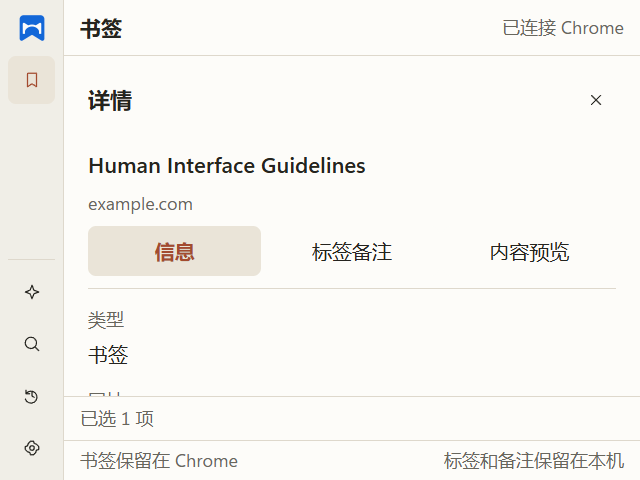 书签
已连接 Chrome
详情
Human Interface Guidelines
example.com
信息 标签备注 内容预览
类型
书签
已选 1 项
书签保留在 Chrome 标签和备注保留在本机